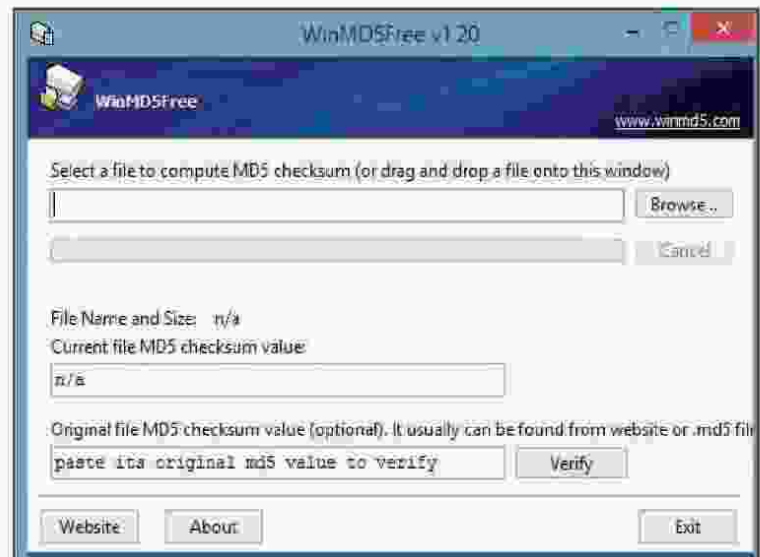 WinMD5Free v1.20
WinMD5Free
www.winmd5.com
Select a file to compute MD5 checksum (or drag and drop a file onto this window)
Browse...
Cancel
File Name and Size: n/a
Current file MD5 checksum value:
n/a
Original file MD5 checksum value (optional). It usually can be found from website or .md5 file
paste its original md5 value to verify
Verify
Website About Exit